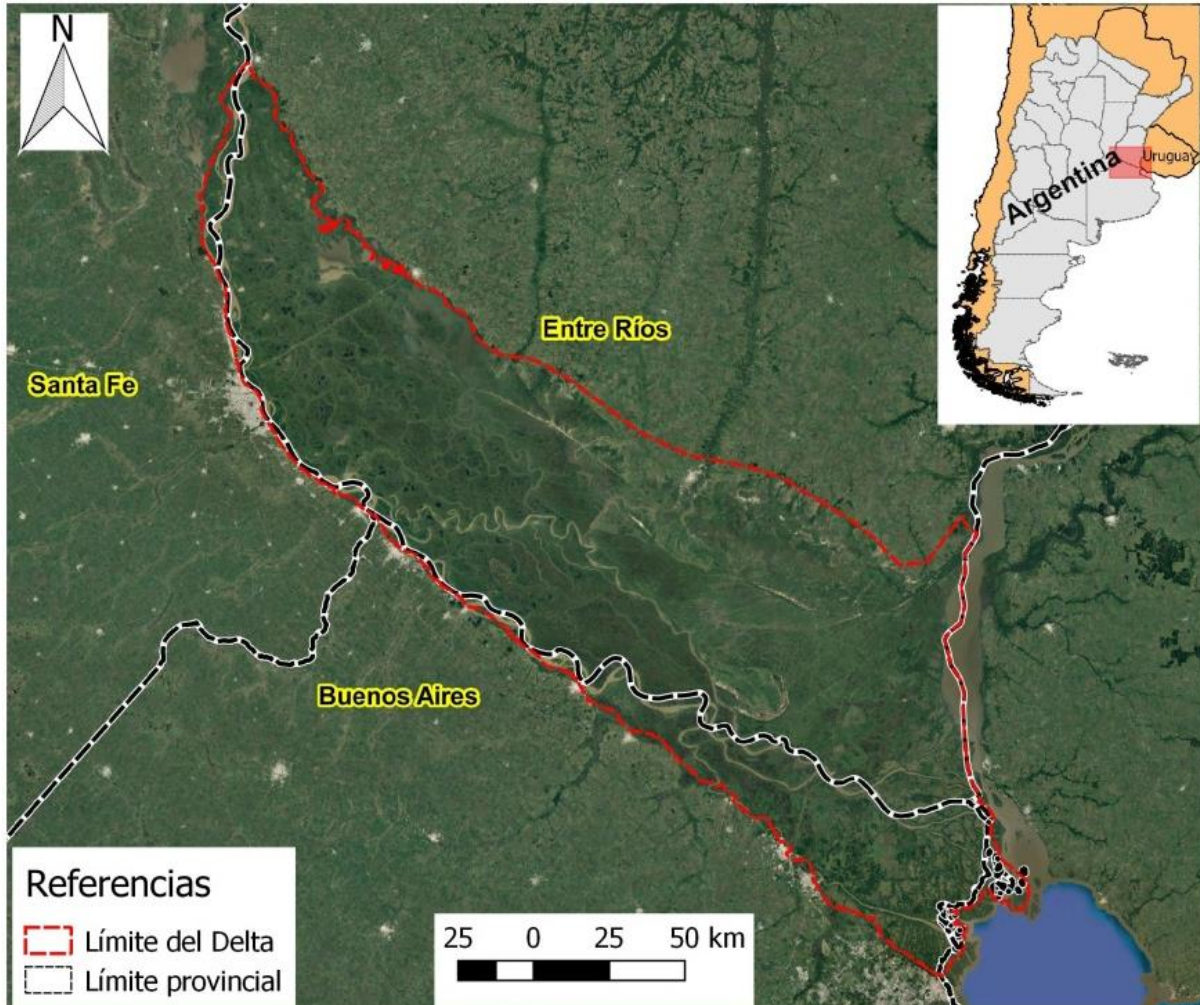 N
Argentina
Uruguay
Entre Ríos
Santa Fe
Buenos Aires
Referencias
Límite del Delta
Límite provincial
25 0 25 50 km